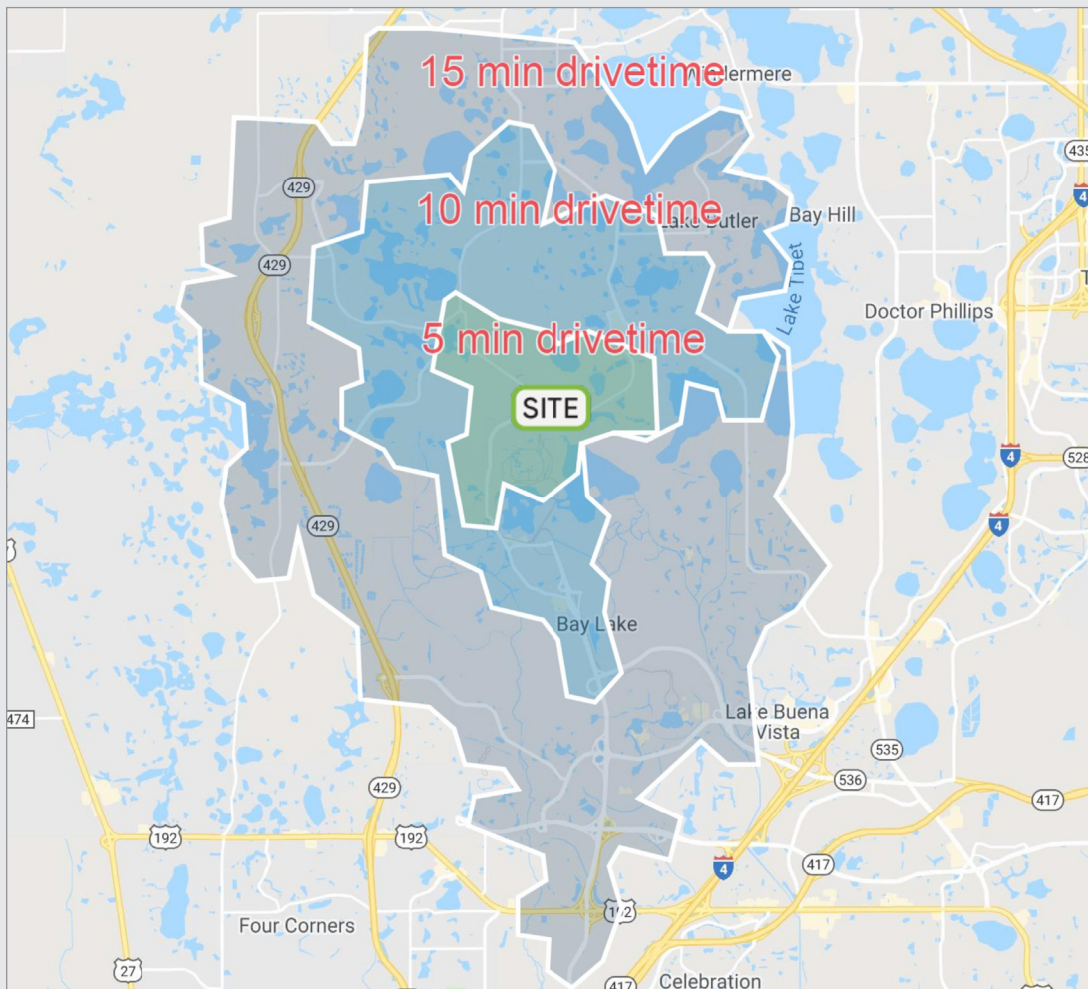 15 min drivetime
Windermere
435
4
429
10 min drivetime
Lake Butler
Bay Hill
429
Lake Tibet
Doctor Phillips
T
5 min drivetime
SITE
4
528
429
4
Bay Lake
474
Lake Buena
Vista
535
536
429
417
192
192
4
417
192
Four Corners
27
417
Celebration